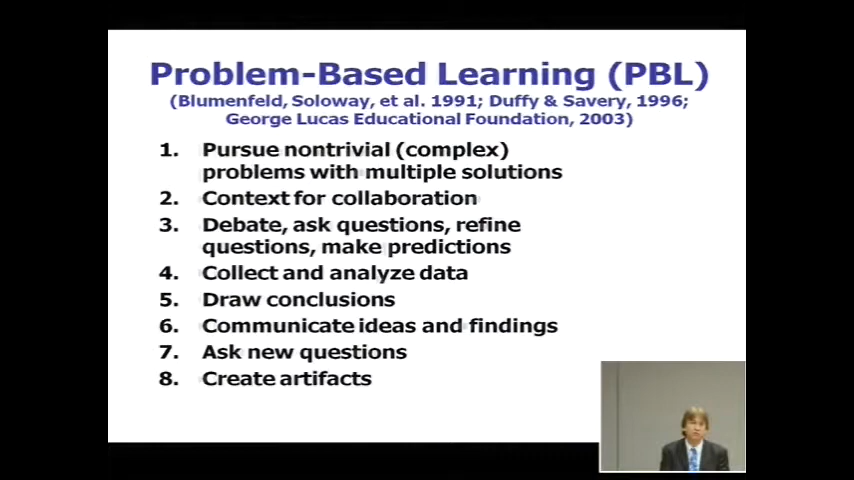 Problem-Based Learning (PBL)
(Blumenfeld, Soloway, et al. 1991; Duffy & Savery, 1996;
George Lucas Educational Foundation, 2003)
1. Pursue nontrivial (complex)
problems with multiple solutions
2. Context for collaboration
3. Debate, ask questions, refine
questions, make predictions
4. Collect and analyze data
5. Draw conclusions
6. Communicate ideas and findings
7. Ask new questions
8. Create artifacts